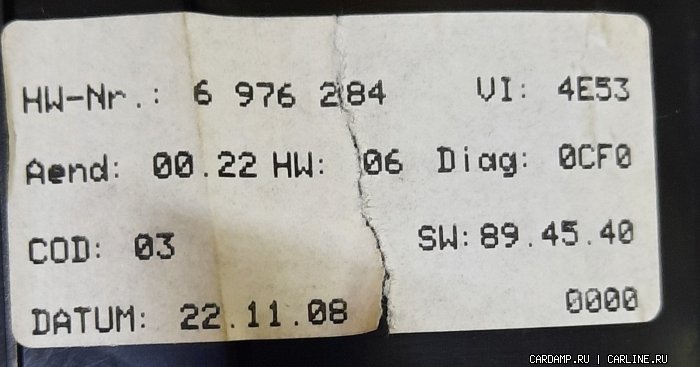 HW-Nr.: 6 976 284 VI: 4E53
Aend: 00.22 HW: 06 Diag: 0CF0
COD: 03 SW: 89.45.40
DATUM: 22.11.08 0000
CARDAMP.RU | CARLINE.RU